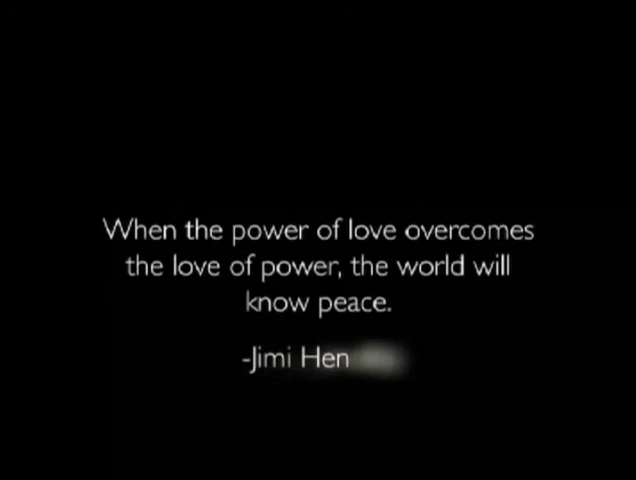 When the power of love overcomes
the love of power, the world will
know peace.
-Jimi Hen